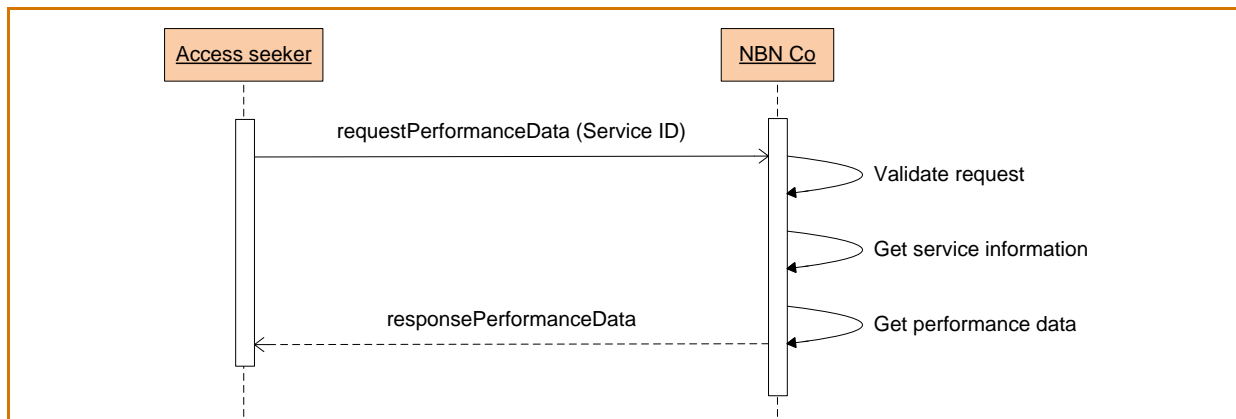 Access seeker
NBN Co
requestPerformanceData (Service ID)
Validate request
Get service information
responsePerformanceData
Get performance data